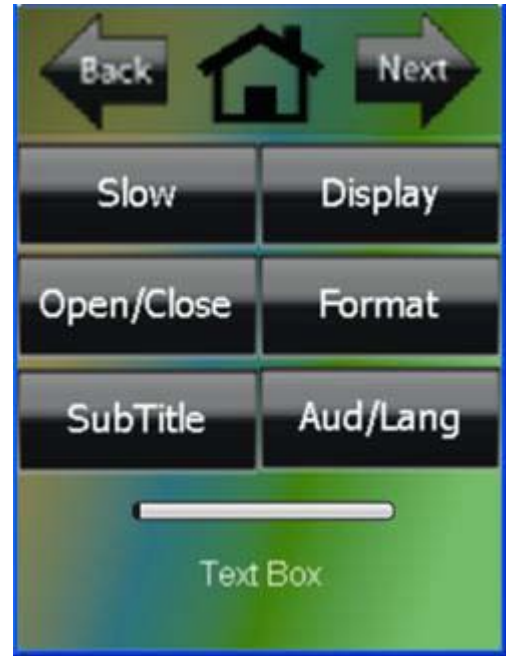 Back Next
Slow Display
Open/Close Format
SubTitle Aud/Lang
Text Box